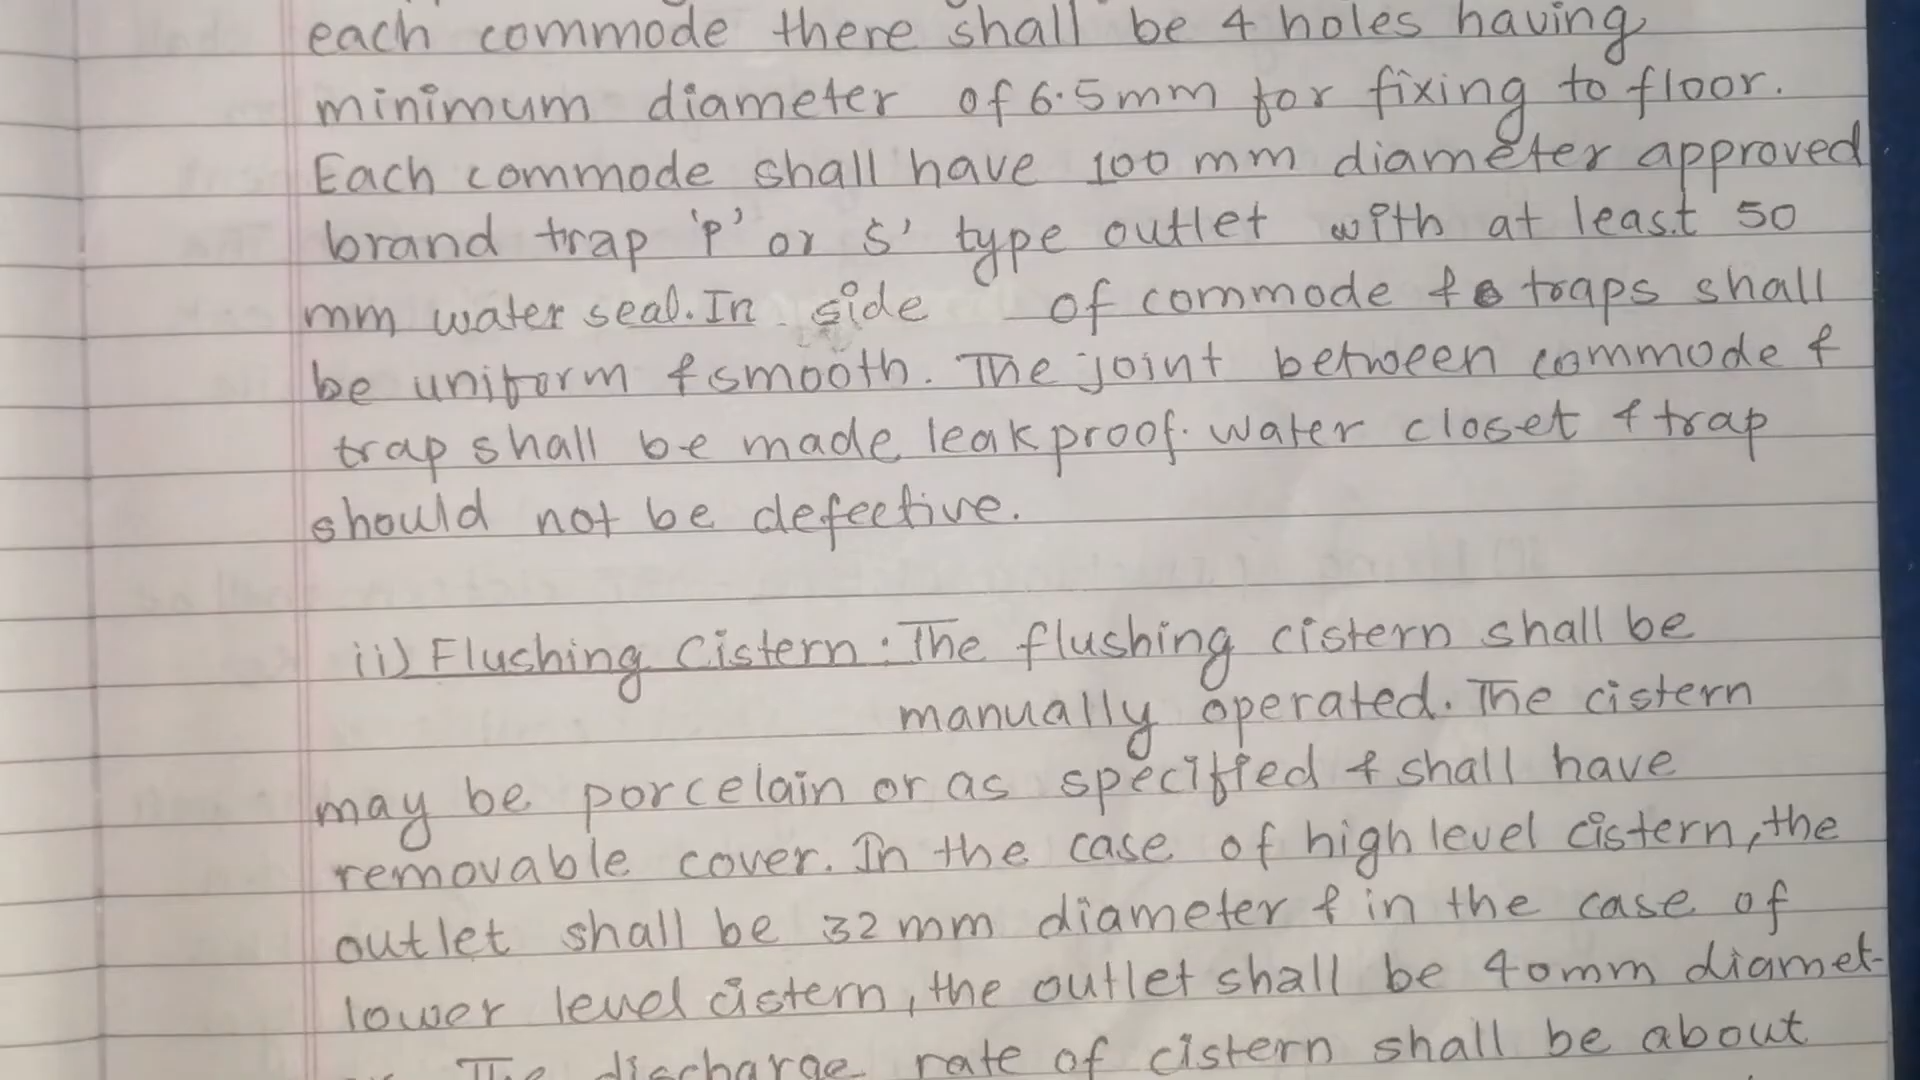 each commode there shall be 4 holes having
minimum diameter of 6.5mm for fixing to floor.
Each commode shall have 100 mm diameter approved
brand trap 'p' or s' type outlet with at least 50
mm water seal. In side of commode & traps shall
be uniform & smooth. The joint between commode &
trap shall be made leakproof. water closet & trap
should not be defective.
ii) Flushing Cistern : The flushing cistern shall be
manually operated. The cistern
may be porcelain or as specified & shall have
removable cover. In the case of high level cistern, the
outlet shall be 32 mm diameter & in the case of
lower level cistern, the outlet shall be 40mm diamet-
The discharge rate of cistern shall be about